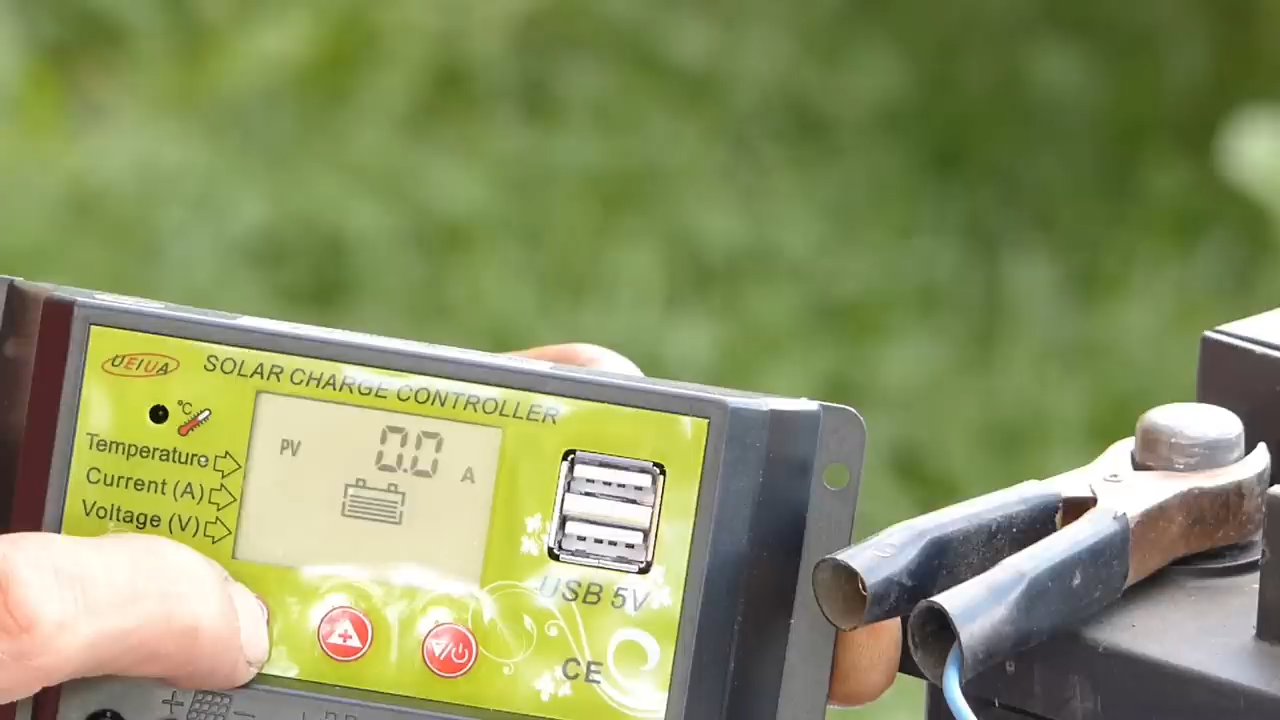 UEIUA
SOLAR CHARGE CONTROLLER
°C
Temperature
Current (A)
Voltage (V)
PV 0.0 A
USB 5V
CE